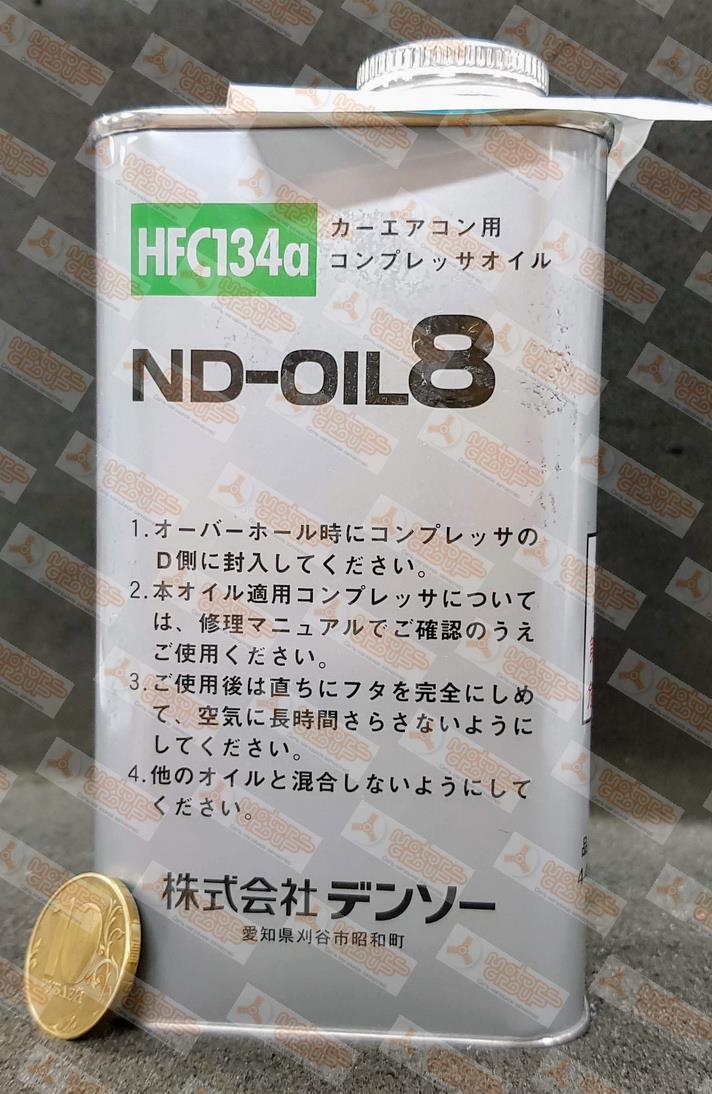 HFC134a
カーエアコン用
コンプレッサオイル
ND-OIL8
1.オーバーホール時にコンプレッサの
D側に封入してください。
2.本オイル適用コンプレッサについて
は、修理マニュアルでご確認のうえ
ご使用ください。
3.ご使用後は直ちにフタを完全にしめ
て、空気に長時間さらさないように
してください。
4.他のオイルと混合しないようにして
ください。
株式会社デンソー
愛知県刈谷市昭和町
10